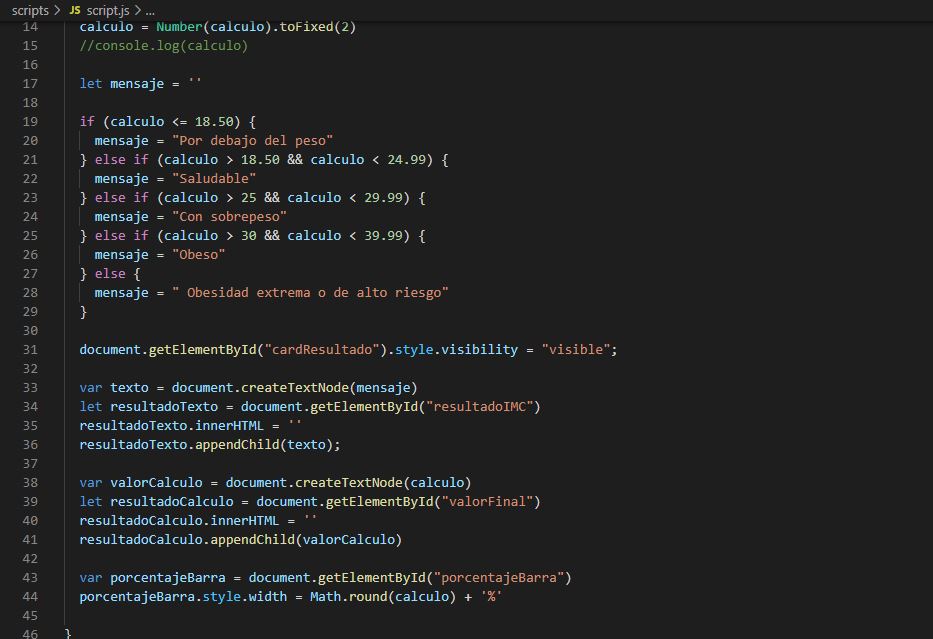 scripts > JS script.js > ...
14 calculo = Number(calculo).toFixed(2)
15 //console.log(calculo)
16
17 let mensaje = ''
18
19 if (calculo <= 18.50) {
20 mensaje = "Por debajo del peso"
21 } else if (calculo > 18.50 && calculo < 24.99) {
22 mensaje = "Saludable"
23 } else if (calculo > 25 && calculo < 29.99) {
24 mensaje = "Con sobrepeso"
25 } else if (calculo > 30 && calculo < 39.99) {
26 mensaje = "Obeso"
27 } else {
28 mensaje = " Obesidad extrema o de alto riesgo"
29 }
30
31 document.getElementById("cardResultado").style.visibility = "visible";
32
33 var texto = document.createTextNode(mensaje)
34 let resultadoTexto = document.getElementById("resultadoIMC")
35 resultadoTexto.innerHTML = ''
36 resultadoTexto.appendChild(texto);
37
38 var valorCalculo = document.createTextNode(calculo)
39 let resultadoCalculo = document.getElementById("valorFinal")
40 resultadoCalculo.innerHTML = ''
41 resultadoCalculo.appendChild(valorCalculo)
42
43 var porcentajeBarra = document.getElementById("porcentajeBarra")
44 porcentajeBarra.style.width = Math.round(calculo) + '%'
45
46 }